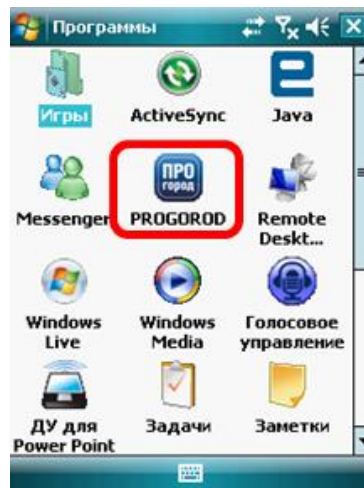 Программы
Игры
ActiveSync
Java
ПРО
город
Messenger
PROGOROD
Remote
Deskt...
Windows
Live
Windows
Media
Голосовое
управление
ДУ для
Power Point
Задачи
Заметки